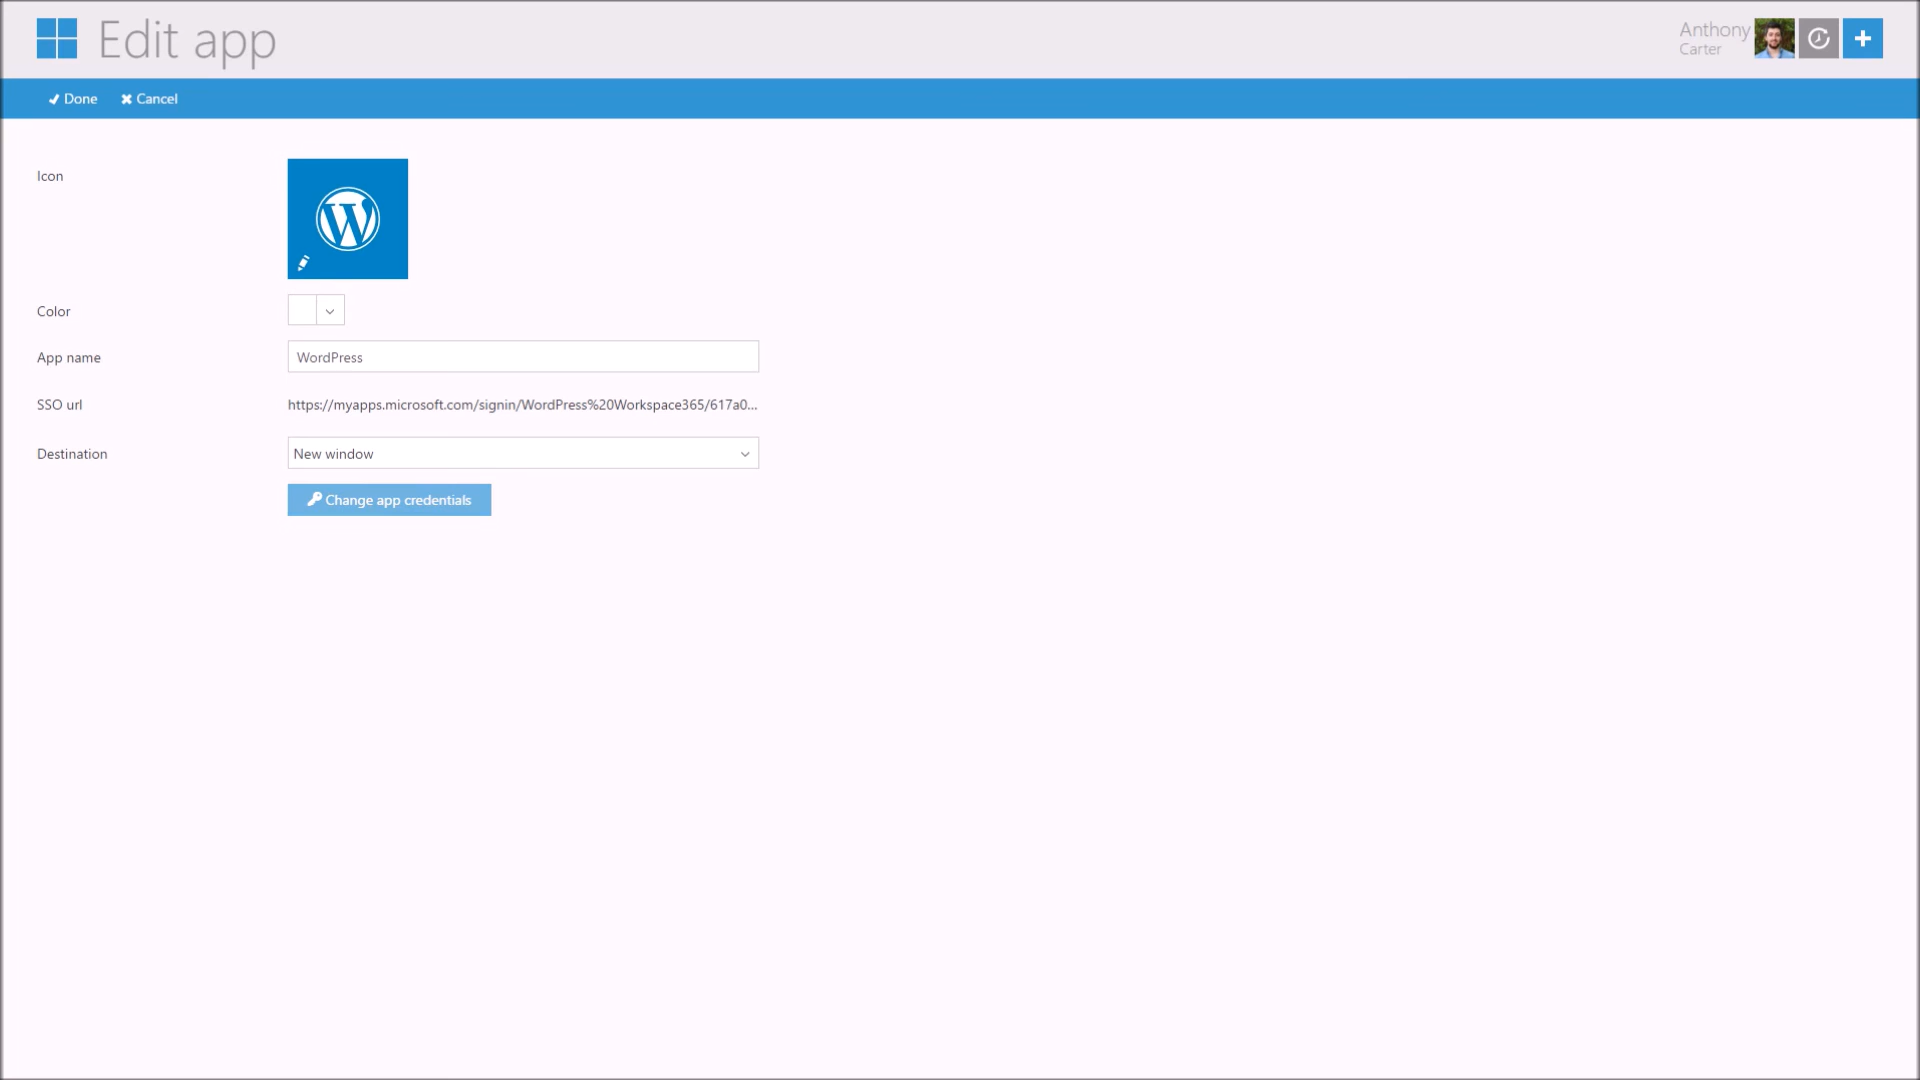 Edit app
Anthony
Carter
Done
Cancel
Icon
Color
App name
WordPress
SSO url
https://myapps.microsoft.com/signin/WordPress%20Workspace365/617a0...
Destination
New window
Change app credentials